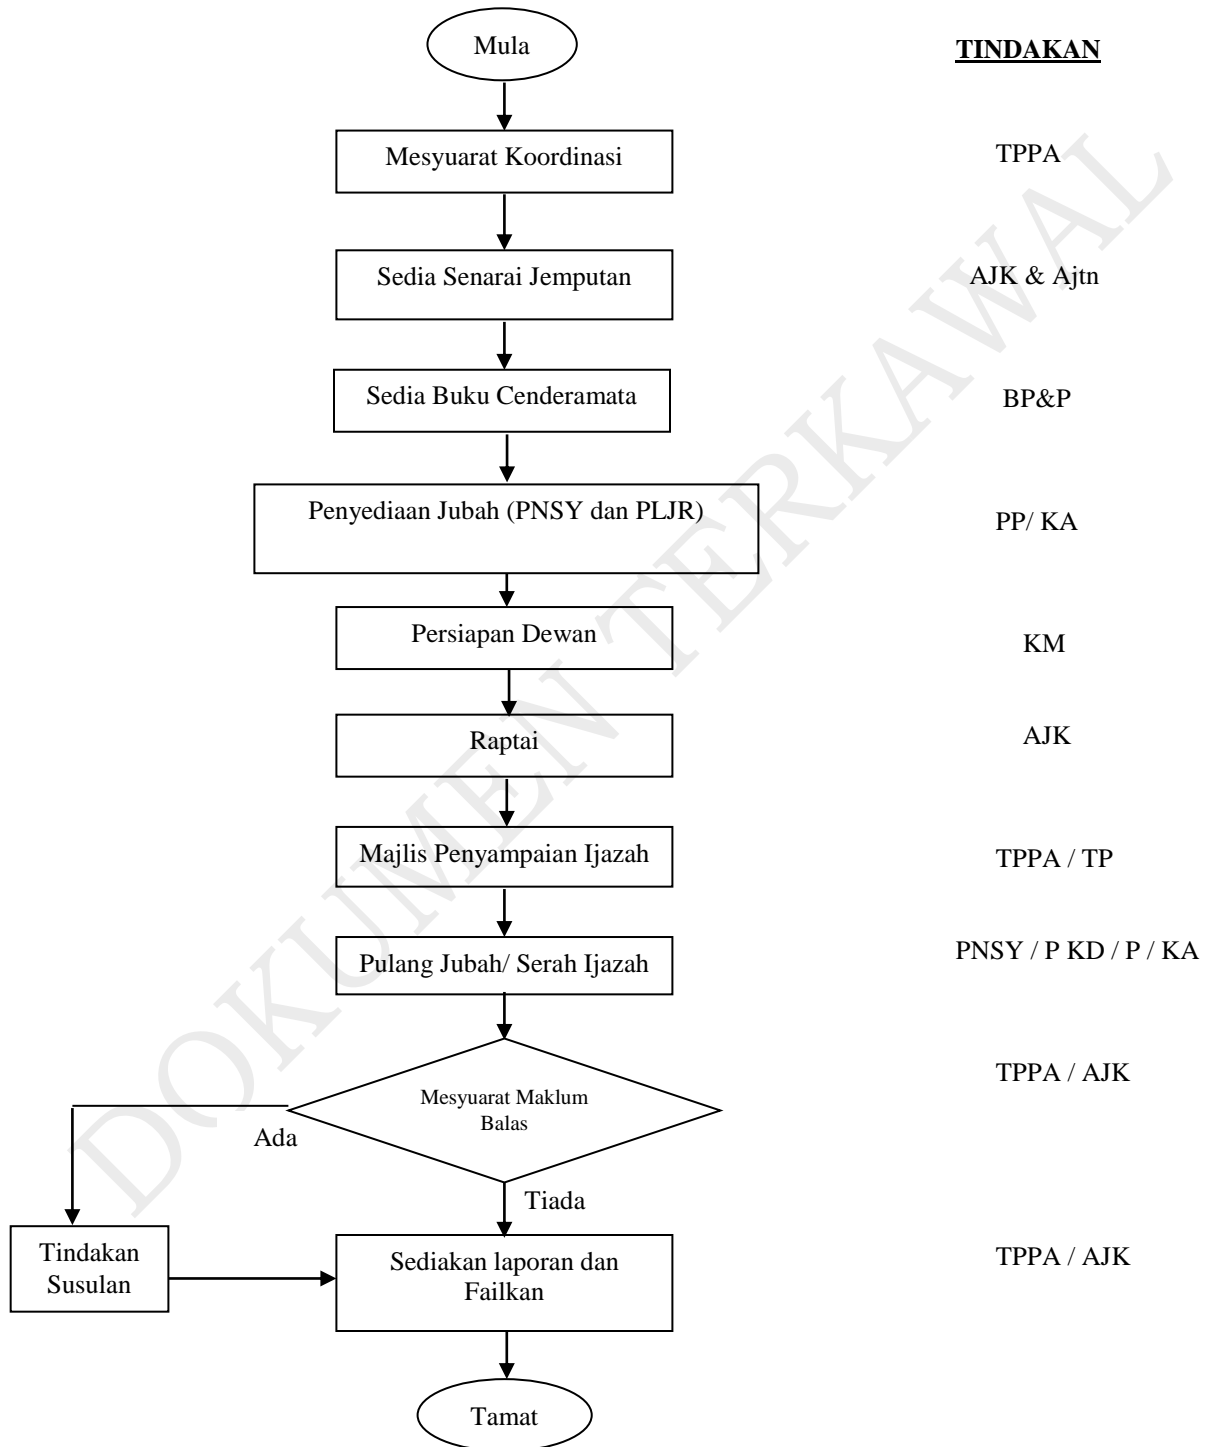 Mula
TINDAKAN
Mesyuarat Koordinasi
TPPA
Sedia Senarai Jemputan
AJK & Ajtn
Sedia Buku Cenderamata
BP&P
Penyediaan Jubah (PNSY dan PLJR)
PP/ KA
Persiapan Dewan
KM
Raptai
AJK
Majlis Penyampaian Ijazah
TPPA / TP
Pulang Jubah/ Serah Ijazah
PNSY / P KD / P / KA
Mesyuarat Maklum
Balas
TPPA / AJK
Ada
Tiada
Tindakan
Susulan
Sediakan laporan dan
Failkan
TPPA / AJK
Tamat
DOKUMEN TERKAWAL